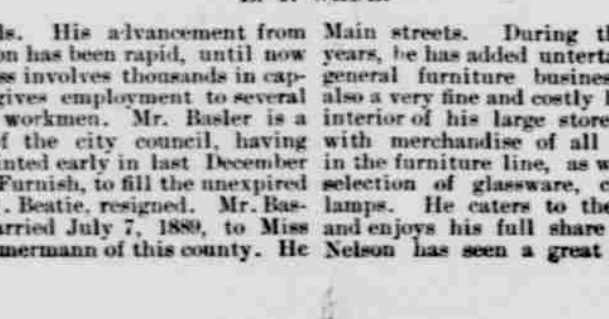 ls. His advancement from
on has been rapid, until now
ss involves thousands in cap-
gives employment to several
workmen. Mr. Basler is a
f the city council, having
nted early in last December
Furnish, to fill the unexpired
. Beatie, resigned. Mr. Bas-
arried July 7, 1889, to Miss
mermann of this county. He
Main streets. During th
years, he has added unterta
general furniture busines
also a very fine and costly
interior of his large store
with merchandise of all
in the furniture line, as w
selection of glassware, c
lamps. He caters to the
and enjoys his full share
Nelson has seen a great